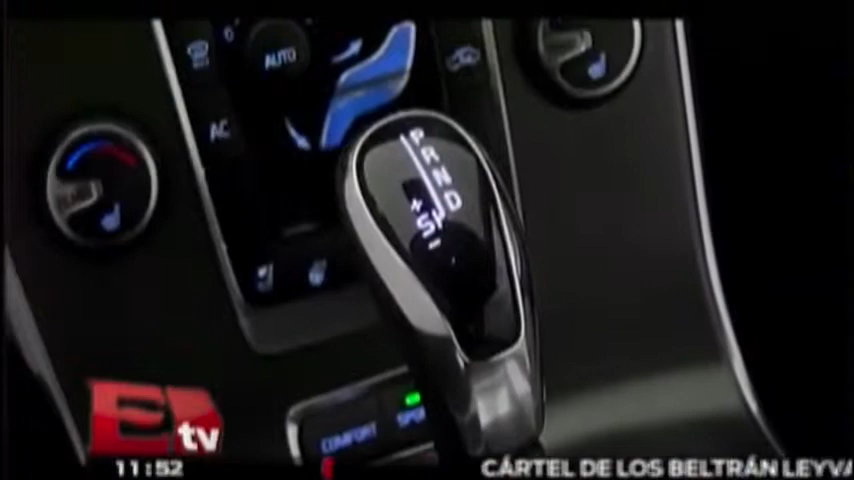 AUTO
AC
P
R
N
D
+S-
COMFORT
SPO
E
tv
11:52
CÁRTEL DE LOS BELTRÁN LEYVA